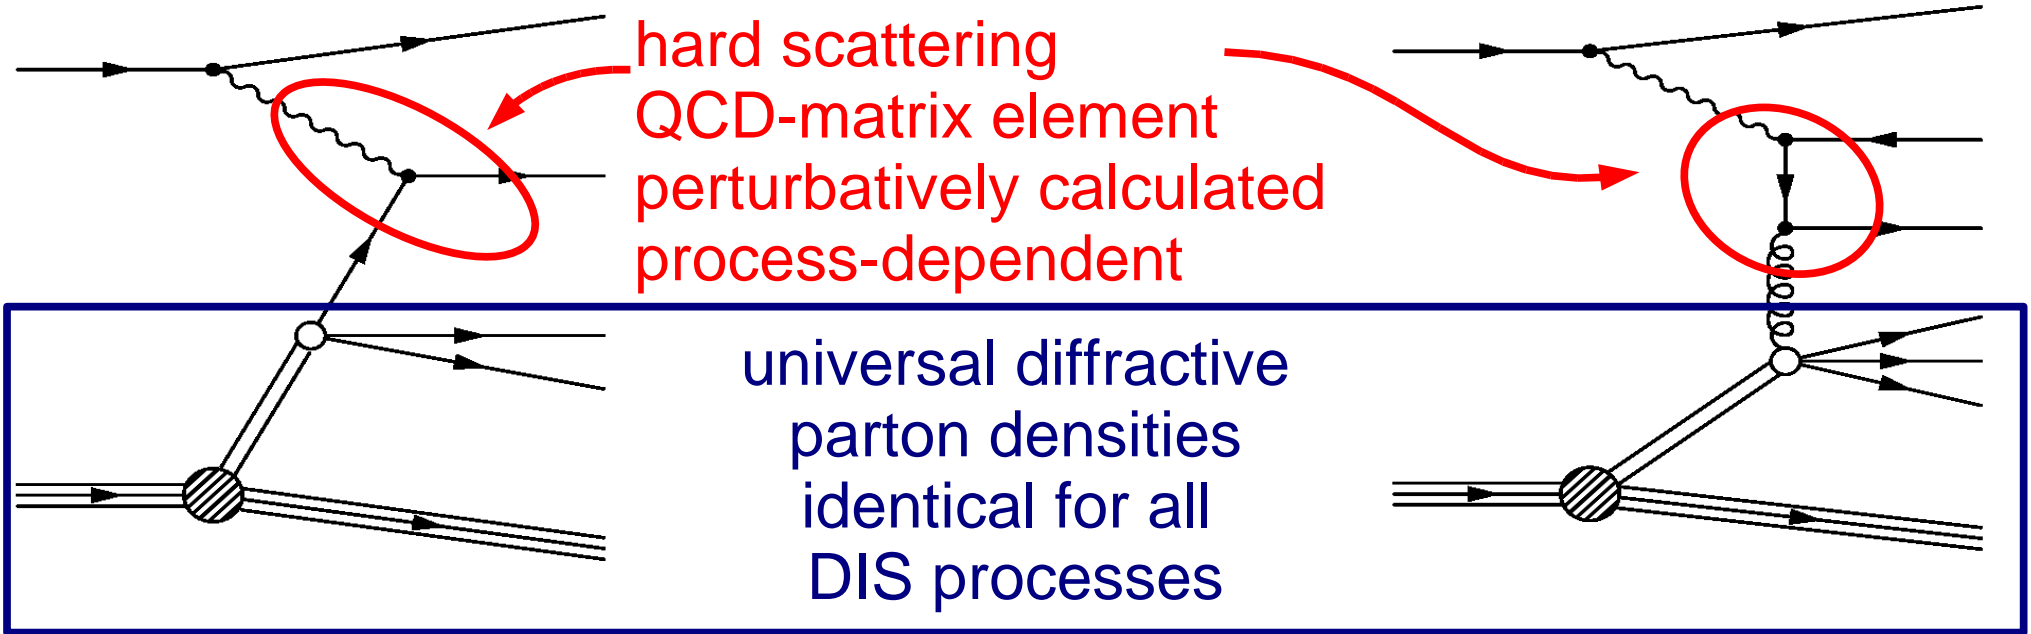 hard scattering
QCD-matrix element
perturbatively calculated
process-dependent
universal diffractive
parton densities
identical for all
DIS processes